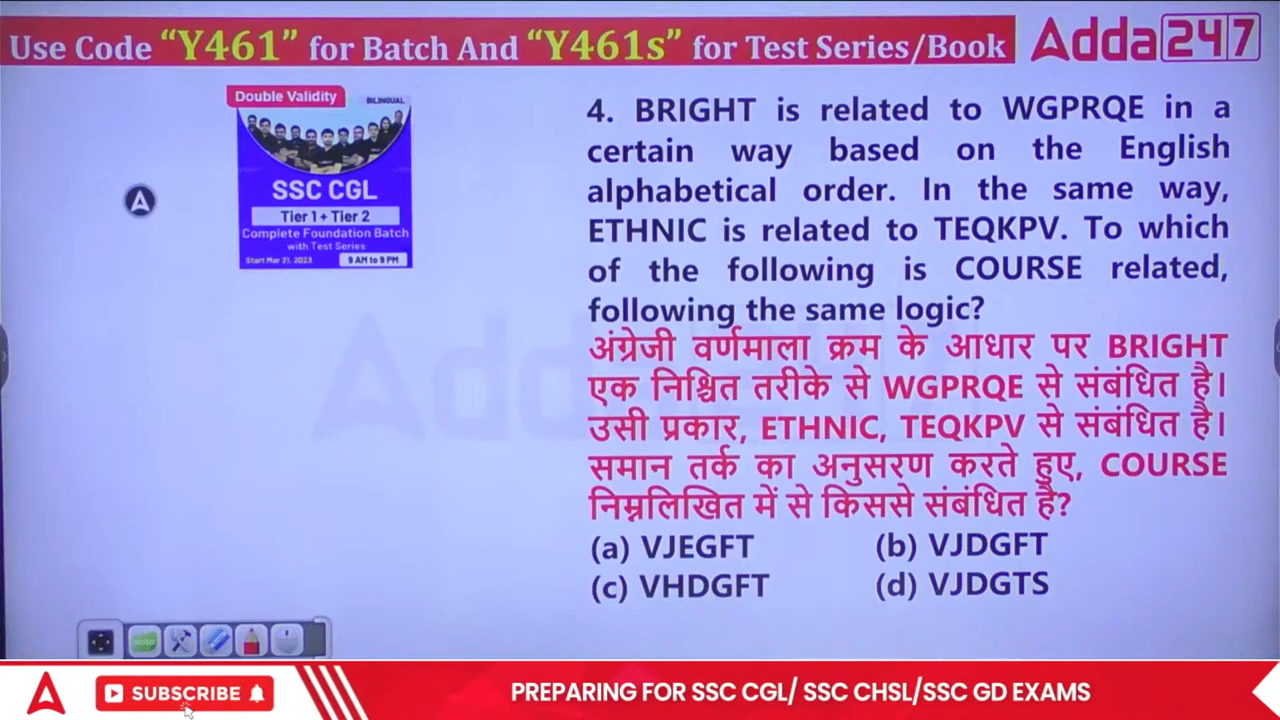 Use Code “Y461” for Batch And “Y461s” for Test Series/Book
Adda247
Double Validity
BILINGUAL
SSC CGL
Tier 1 + Tier 2
Complete Foundation Batch
with Test Series
Start Mar 21, 2023
9 AM to 9 PM
4. BRIGHT is related to WGPRQE in a
certain way based on the English
alphabetical order. In the same way,
ETHNIC is related to TEQKPV. To which
of the following is COURSE related,
following the same logic?
अंग्रेजी वर्णमाला क्रम के आधार पर BRIGHT
एक निश्चित तरीके से WGPRQE से संबंधित है।
उसी प्रकार, ETHNIC, TEQKPV से संबंधित है।
समान तर्क का अनुसरण करते हुए, COURSE
निम्नलिखित में से किससे संबंधित है?
(a) VJEGFT (b) VJDGFT
(c) VHDGFT (d) VJDGTS
SUBSCRIBE
PREPARING FOR SSC CGL/ SSC CHSL/SSC GD EXAMS